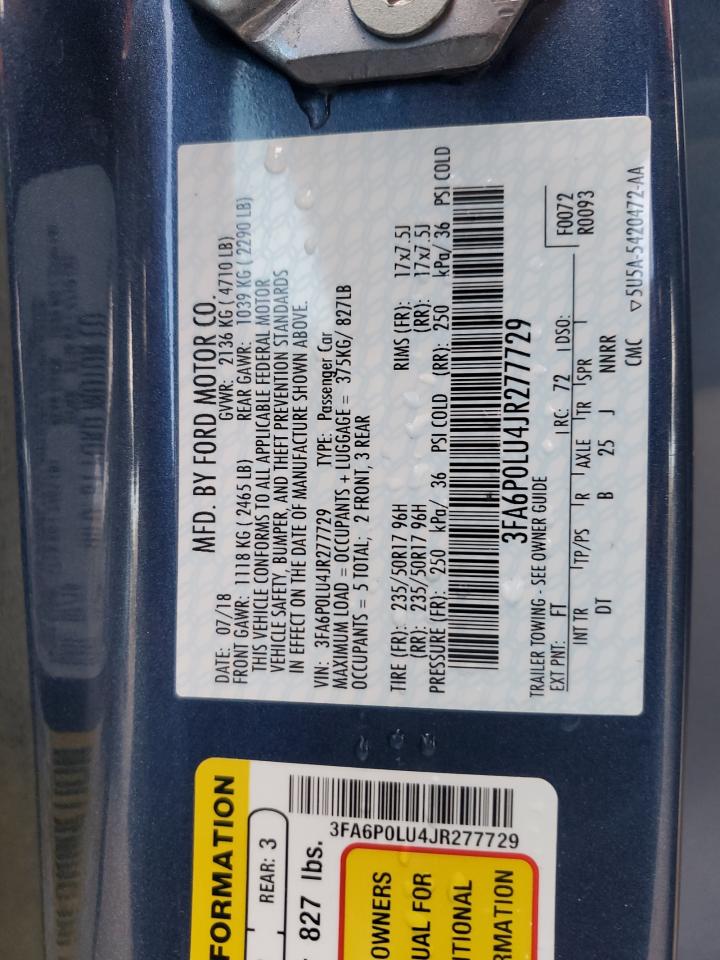 MFD. BY FORD MOTOR CO.
DATE: 07/18 GVWR: 2136 KG ( 4710 LB)
FRONT GAWR: 1118 KG ( 2465 LB) REAR GAWR: 1039 KG ( 2290 LB)
THIS VEHICLE CONFORMS TO ALL APPLICABLE FEDERAL MOTOR
VEHICLE SAFETY, BUMPER, AND THEFT PREVENTION STANDARDS
IN EFFECT ON THE DATE OF MANUFACTURE SHOWN ABOVE.
VIN: 3FA6P0LU4JR277729 TYPE: Passenger Car
MAXIMUM LOAD = OCCUPANTS + LUGGAGE = 375KG/ 827LB
OCCUPANTS = 5 TOTAL; 2 FRONT, 3 REAR
TIRE (FR): 235/50R17 96H RIMS (FR): 17x7.5J
(RR): 235/50R17 96H (RR): 17x7.5J
PRESSURE (FR): 250 kPa/ 36 PSI COLD (RR): 250 kPa/ 36 PSI COLD
3FA6P0LU4JR277729
TRAILER TOWING - SEE OWNER GUIDE F0072
EXT PNT: FT RC: 72 DSO: R0093
INT TR TP/PS R AXLE TR SPR
DT B 25 J NNRR
CMC ▽5U5A-5420472-AA
FORMATION
REAR: 3
827 lbs.
3FA6P0LU4JR277729
OWNERS
UAL FOR
ITIONAL
RMATION